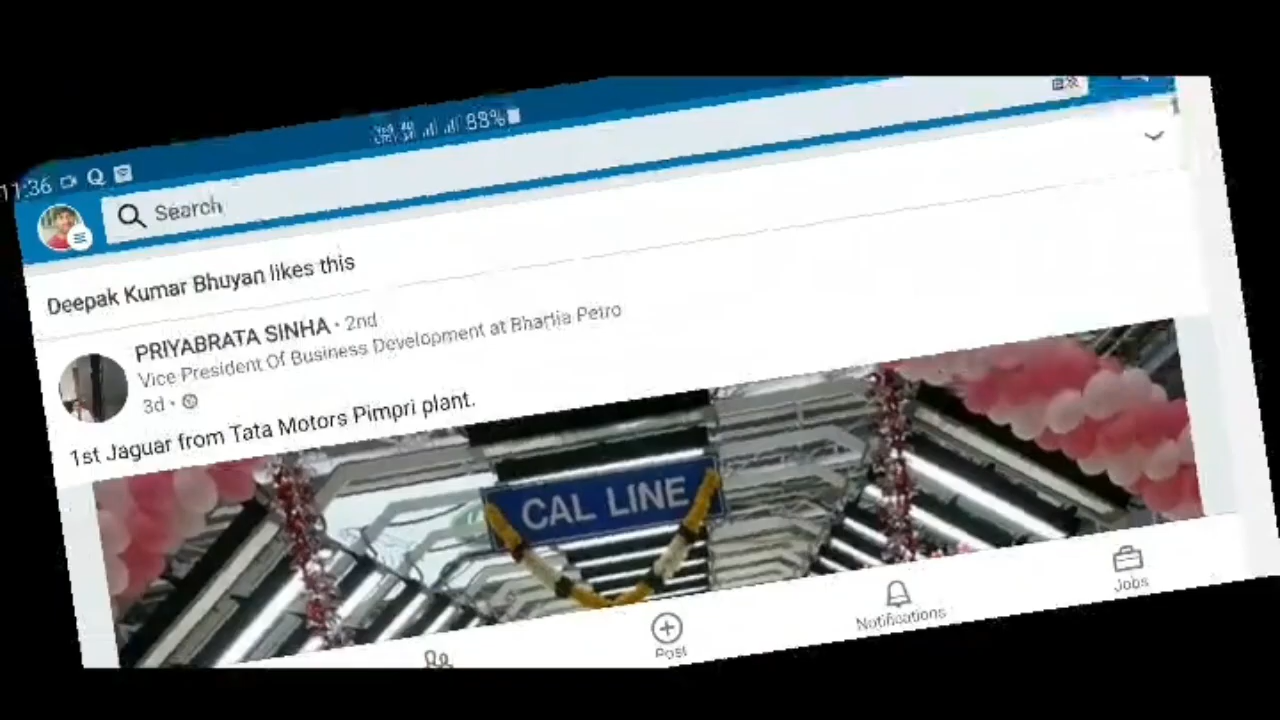 11:36
88%
Search
Deepak Kumar Bhuyan likes this
PRIYABRATA SINHA • 2nd
Vice President Of Business Development at Bhartia Petro
3d •
1st Jaguar from Tata Motors Pimpri plant.
CAL LINE
Post
Notifications
Jobs